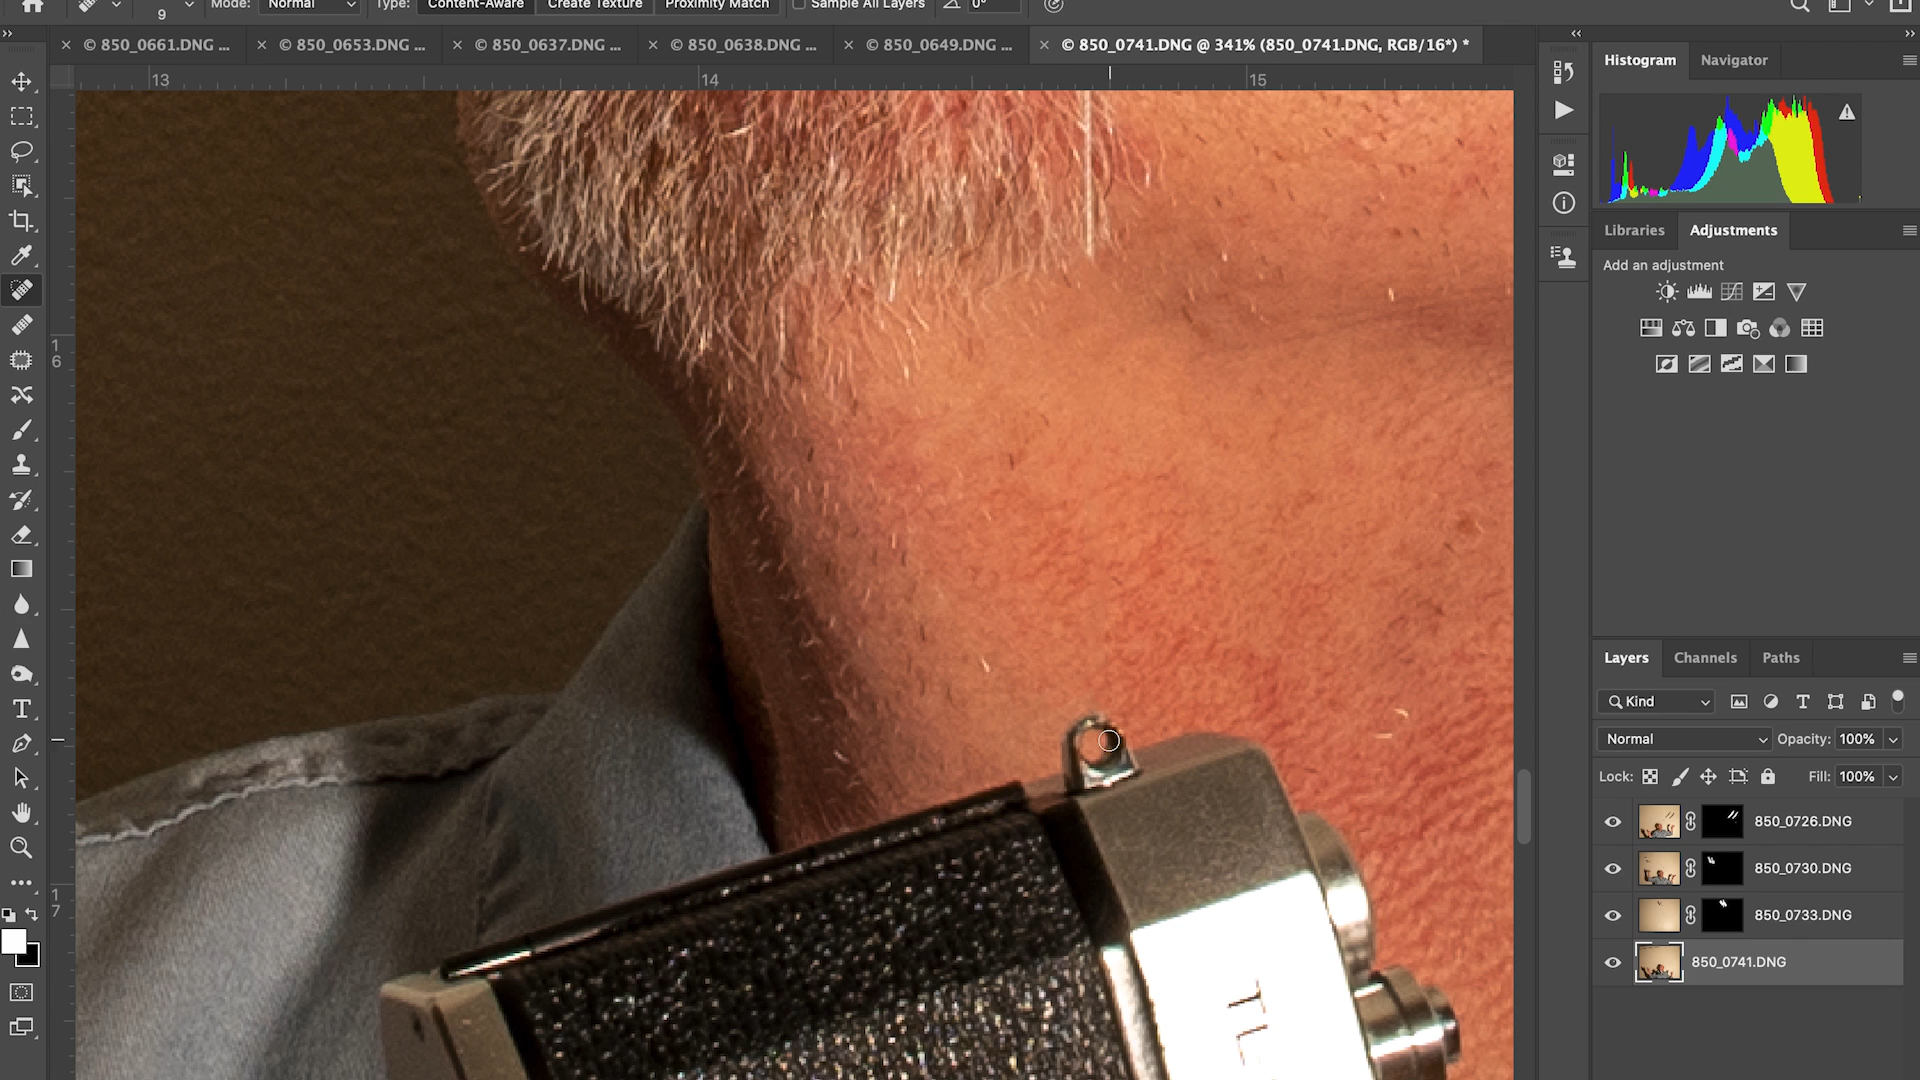 9
Mode: Normal
Type: Content-Aware Create Texture Proximity Match
Sample All Layers
0°
© 850_0661.DNG ...
© 850_0653.DNG ...
© 850_0637.DNG ...
© 850_0638.DNG ...
© 850_0649.DNG ...
© 850_0741.DNG @ 341% (850_0741.DNG, RGB/16*) *
13
14
15
16
17
Histogram
Navigator
Libraries
Adjustments
Add an adjustment
Layers
Channels
Paths
Kind
Normal
Opacity: 100%
Lock:
Fill: 100%
850_0726.DNG
850_0730.DNG
850_0733.DNG
850_0741.DNG